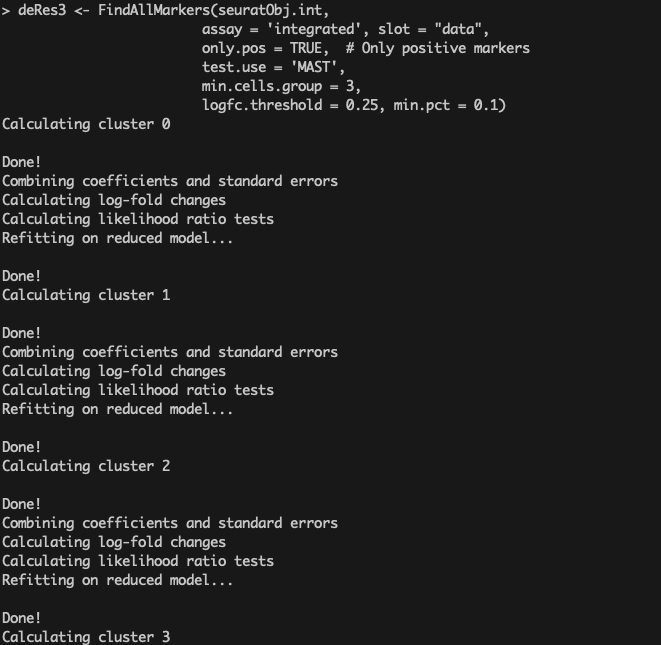 > deRes3 <- FindAllMarkers(seuratObj.int,
assay = 'integrated', slot = "data",
only.pos = TRUE,  # Only positive markers
test.use = 'MAST',
min.cells.group = 3,
logfc.threshold = 0.25, min.pct = 0.1)
Calculating cluster 0
Done!
Combining coefficients and standard errors
Calculating log-fold changes
Calculating likelihood ratio tests
Refitting on reduced model...
Done!
Calculating cluster 1
Done!
Combining coefficients and standard errors
Calculating log-fold changes
Calculating likelihood ratio tests
Refitting on reduced model...
Done!
Calculating cluster 2
Done!
Combining coefficients and standard errors
Calculating log-fold changes
Calculating likelihood ratio tests
Refitting on reduced model...
Done!
Calculating cluster 3